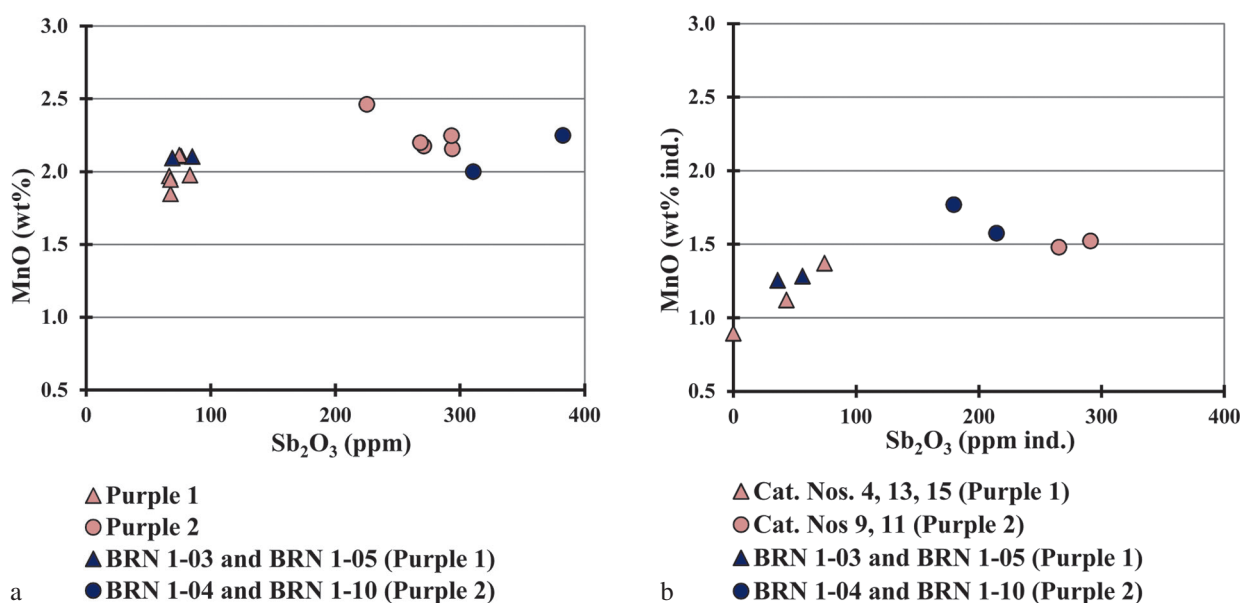 3.0
2.5
2.0
1.5
1.0
0.5
MnO (wt%)
0 100 200 300 400
Sb₂O₃ (ppm)
Purple 1
Purple 2
BRN 1-03 and BRN 1-05 (Purple 1)
a BRN 1-04 and BRN 1-10 (Purple 2)
3.0
2.5
2.0
1.5
1.0
0.5
MnO (wt% ind.)
0 100 200 300 400
Sb₂O₃ (ppm ind.)
Cat. Nos. 4, 13, 15 (Purple 1)
Cat. Nos 9, 11 (Purple 2)
BRN 1-03 and BRN 1-05 (Purple 1)
b BRN 1-04 and BRN 1-10 (Purple 2)